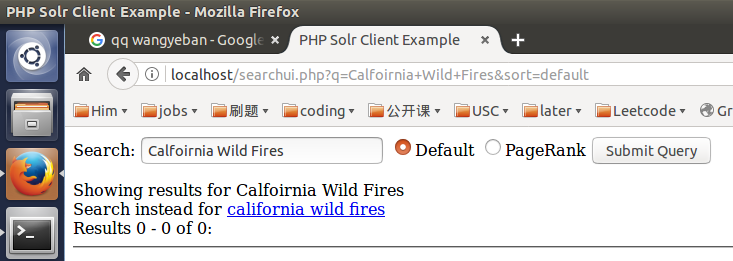 PHP Solr Client Example - Mozilla Firefox
qq wangyeban - Google
PHP Solr Client Example
localhost/searchui.php?q=Calfoirnia+Wild+Fires&sort=default
Him jobs 刷题 coding 公开课 USC later Leetcode Gr
Search: Calfoirnia Wild Fires Default PageRank Submit Query
Showing results for Calfoirnia Wild Fires
Search instead for california wild fires
Results 0 - 0 of 0: